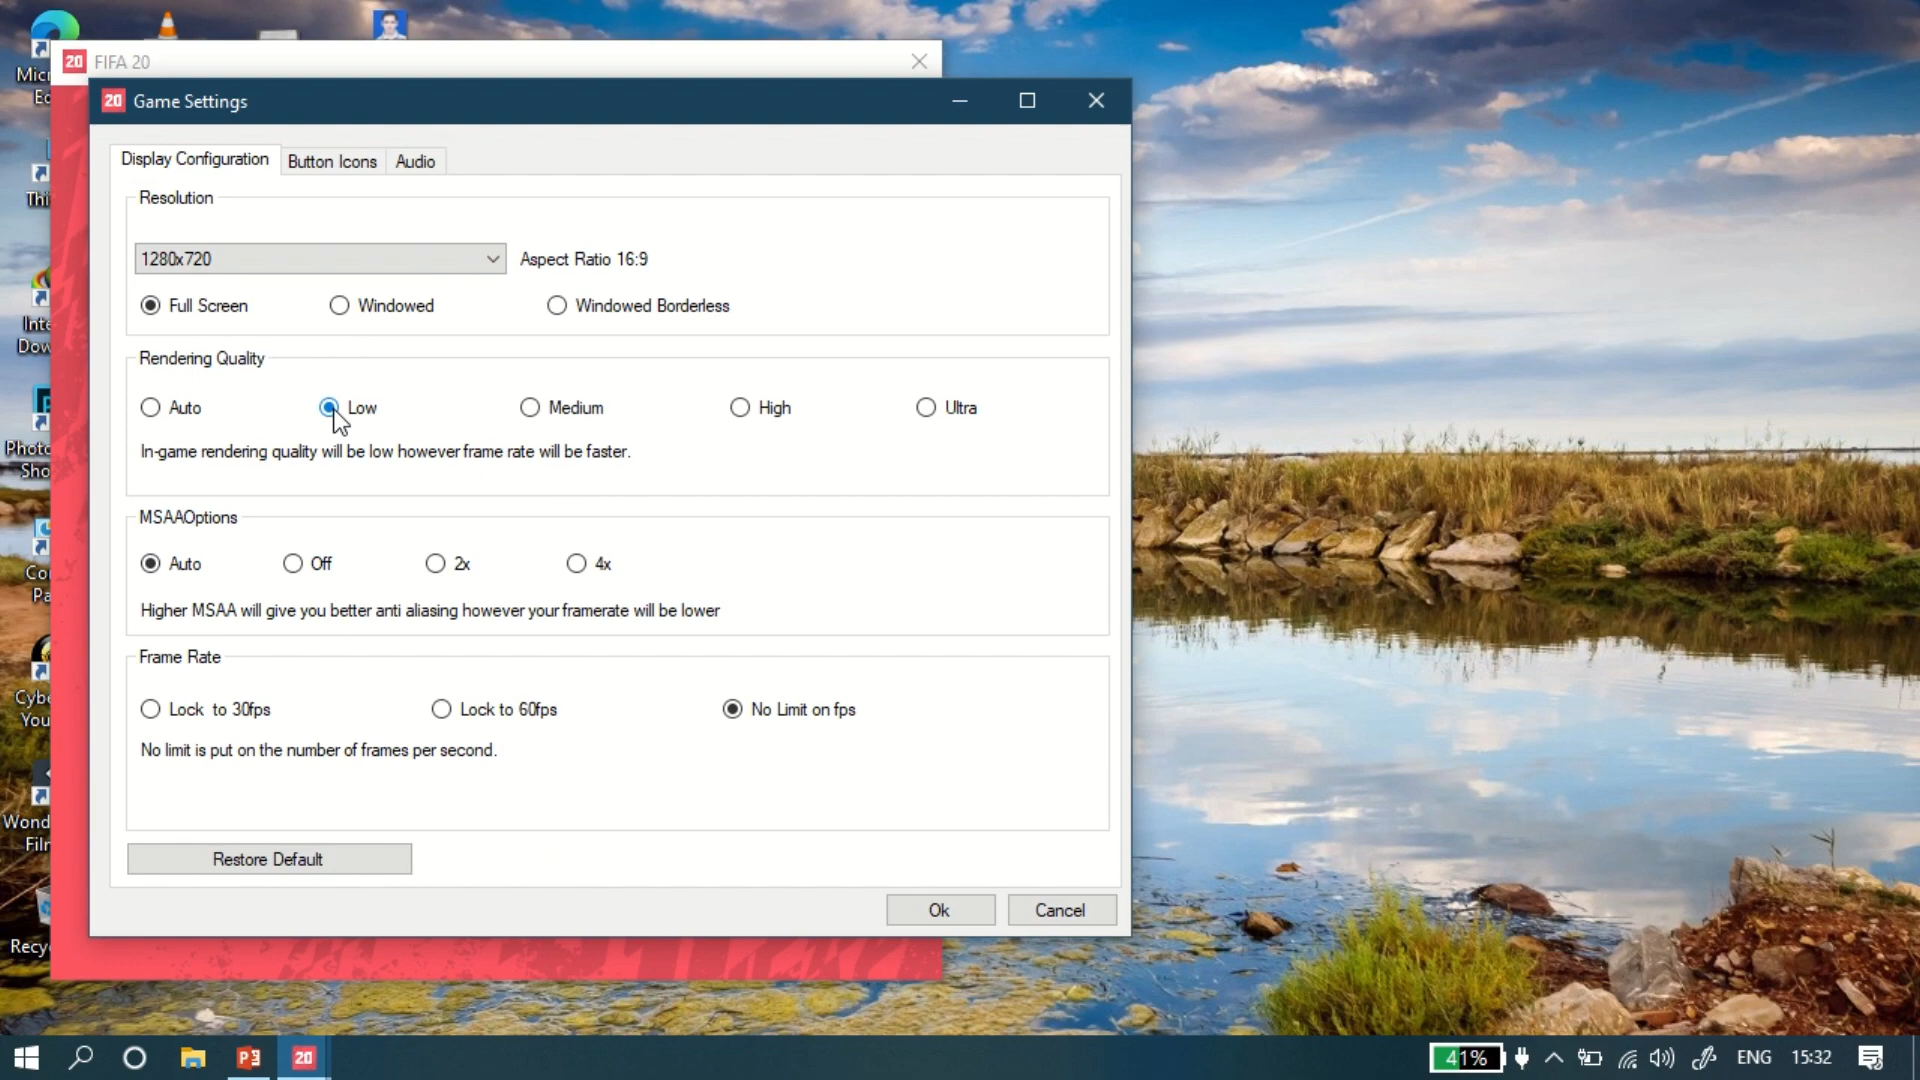 20 FIFA 20
20 Game Settings
Display Configuration Button Icons Audio
Resolution
1280x720 Aspect Ratio 16:9
Full Screen Windowed Windowed Borderless
Rendering Quality
Auto Low Medium High Ultra
In-game rendering quality will be low however frame rate will be faster.
MSAAOptions
Auto Off 2x 4x
Higher MSAA will give you better anti aliasing however your framerate will be lower
Frame Rate
Lock to 30fps Lock to 60fps No Limit on fps
No limit is put on the number of frames per second.
Restore Default
Ok Cancel
20 41% ENG 15:32